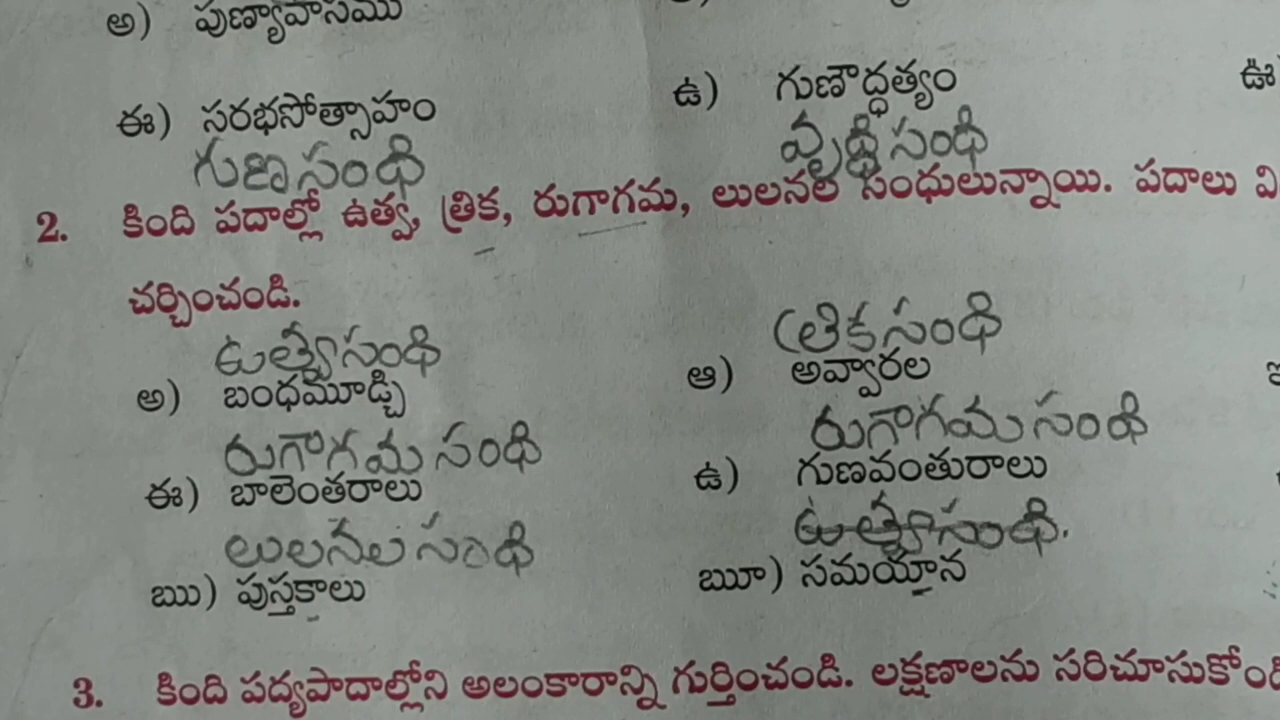 అ) పుణ్యావాసము
ఈ) సరభసోత్సాహం ఉ) గుణౌద్ధత్యం ఊ
గుణసంధి వృద్ధిసంధి
2. కింది పదాల్లో ఉత్వ, త్రిక, రుగాగమ, లులనల సంధులున్నాయి. పదాలు వి
చర్చించండి.
ఉత్వసంధి త్రికసంధి
అ) బంధమూడ్చి ఆ) అవ్వారల
రుగాగమ సంధి రుగాగమ సంధి
ఈ) బాలెంతరాలు ఉ) గుణవంతురాలు
లులనల సంధి ఉత్వసంధి.
ఋ) పుస్తకాలు ౠ) సమయాన
3. కింది పద్యపాదాల్లోని అలంకారాన్ని గుర్తించండి. లక్షణాలను సరిచూసుకోండి